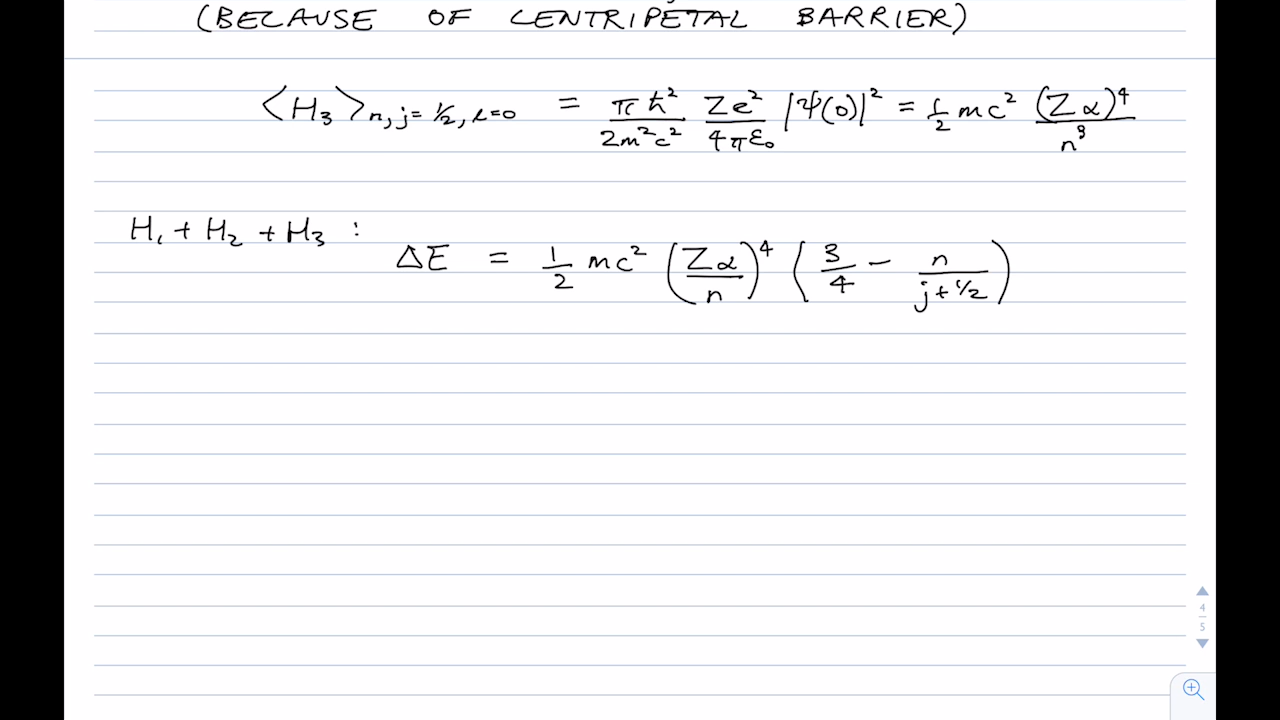 (BECAUSE OF CENTRIPETAL BARRIER)
⟨H₃⟩ₙ, j=1/2, ℓ=0 = πħ²/2m²c² Ze²/4πε₀ |ψ(0)|² = 1/2 mc² (Zα)⁴/n³
H₁ + H₂ + H₃ :
ΔE = 1/2 mc² (Zα/n)⁴ (3/4 − n/(j+1/2))
4
5